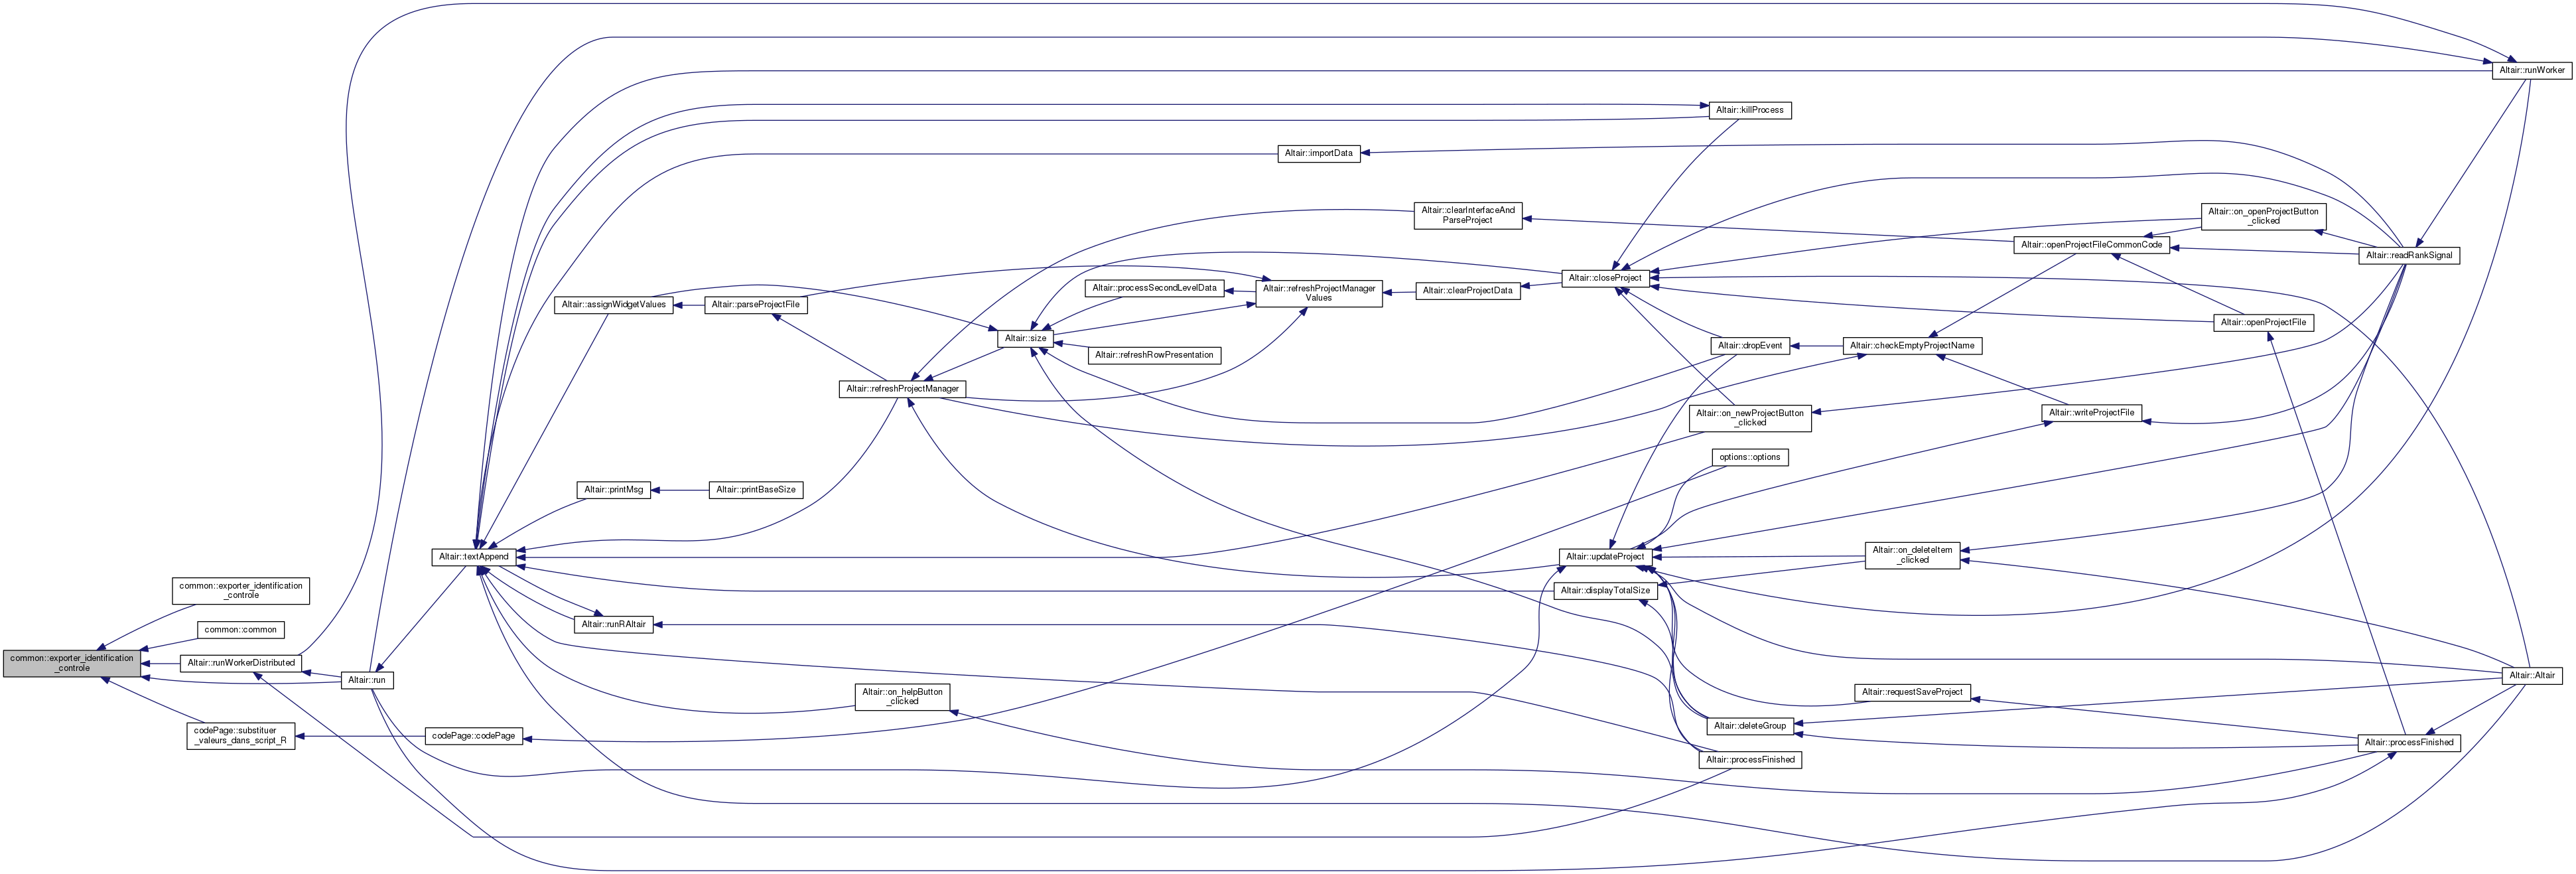 common::exporter_identification
_controle
common::exporter_identification
_controle
common::common
Altair::runWorkerDistributed
codePage::substituer
_valeurs_dans_script_R
Altair::run
codePage::codePage
Altair::textAppend
Altair::assignWidgetValues
Altair::printMsg
Altair::runRAltair
Altair::parseProjectFile
Altair::printBaseSize
Altair::refreshProjectManager
Altair::on_helpButton
_clicked
Altair::size
Altair::processSecondLevelData
Altair::refreshRowPresentation
Altair::refreshProjectManager
Values
Altair::importData
Altair::clearInterfaceAnd
ParseProject
Altair::clearProjectData
Altair::closeProject
Altair::updateProject
Altair::displayTotalSize
Altair::killProcess
Altair::dropEvent
Altair::on_newProjectButton
_clicked
options::options
Altair::deleteGroup
Altair::processFinished
Altair::checkEmptyProjectName
Altair::on_deleteItem
_clicked
Altair::requestSaveProject
Altair::openProjectFileCommonCode
Altair::writeProjectFile
Altair::on_openProjectButton
_clicked
Altair::openProjectFile
Altair::readRankSignal
Altair::processFinished
Altair::runWorker
Altair::Altair